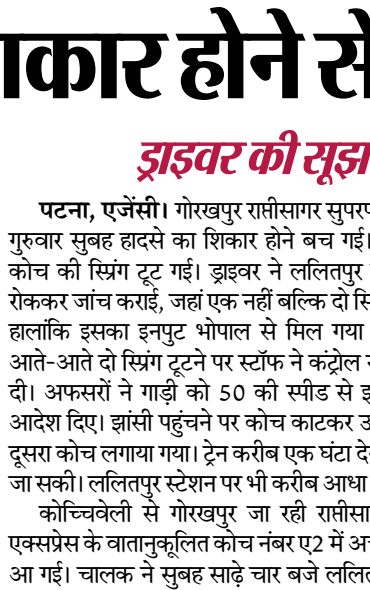 कार होने से
ड्राइवर की सूझ
पटना, एजेंसी। गोरखपुर राप्तीसागर
गुरुवार सुबह हादसे का शिकार होने बच गई।
कोच की स्प्रिंग टूट गई। ड्राइवर ने ललितपुर
रोककर जांच कराई, जहां एक नहीं बल्कि दो
हालांकि इसका इनपुट भोपाल से मिल गया
आते-आते दो स्प्रिंग टूटने पर स्टॉफ ने कंट्रोल
दी। अफसरों ने गाड़ी को 50 की स्पीड से
आदेश दिए। झांसी पहुंचने पर कोच काटकर
दूसरा कोच लगाया गया। ट्रेन करीब एक घंटा
जा सकी। ललितपुर स्टेशन पर भी करीब आधा
कोच्चिवेली से गोरखपुर जा रही
एक्सप्रेस के वातानुकूलित कोच नंबर ए2 में
आ गई। चालक ने सुबह साढ़े चार बजे